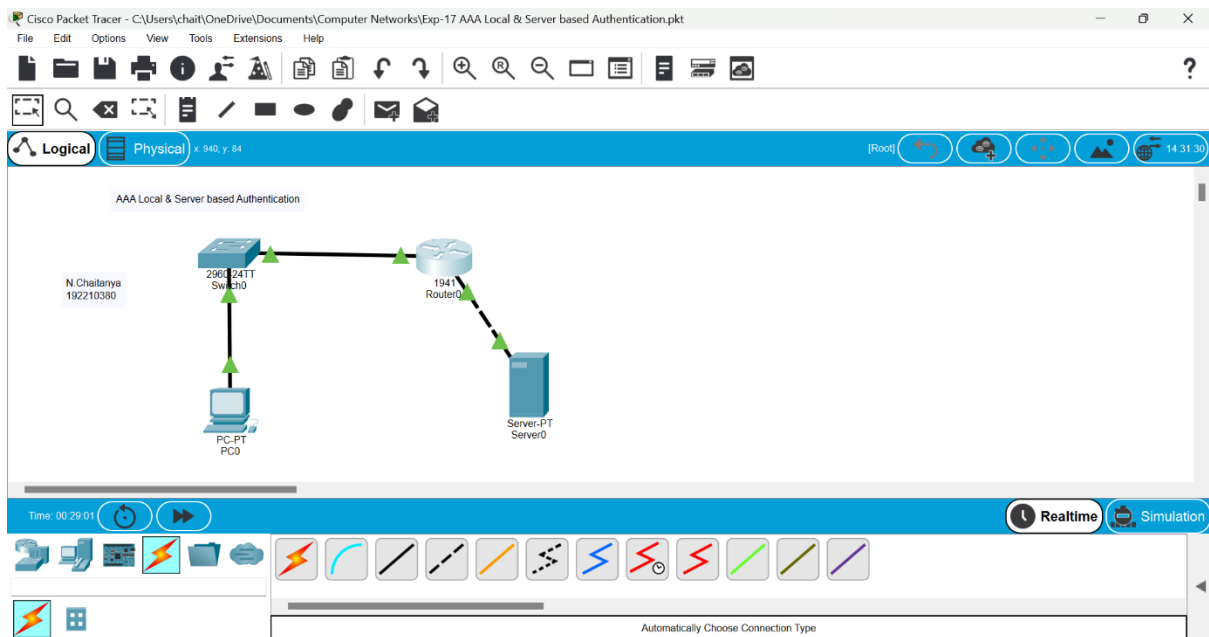 Cisco Packet Tracer - C:\Users\chait\OneDrive\Documents\Computer Networks\Exp-17 AAA Local & Server based Authentication.pkt
File Edit Options View Tools Extensions Help
?
Logical Physical x: 940, y: 84 [Root] 14:31:30
AAA Local & Server based Authentication
N.Chaitanya
192210380
2960-24TT
Switch0
1941
Router0
Server-PT
Server0
PC-PT
PC0
Time: 00:29:01 Realtime Simulation
Automatically Choose Connection Type